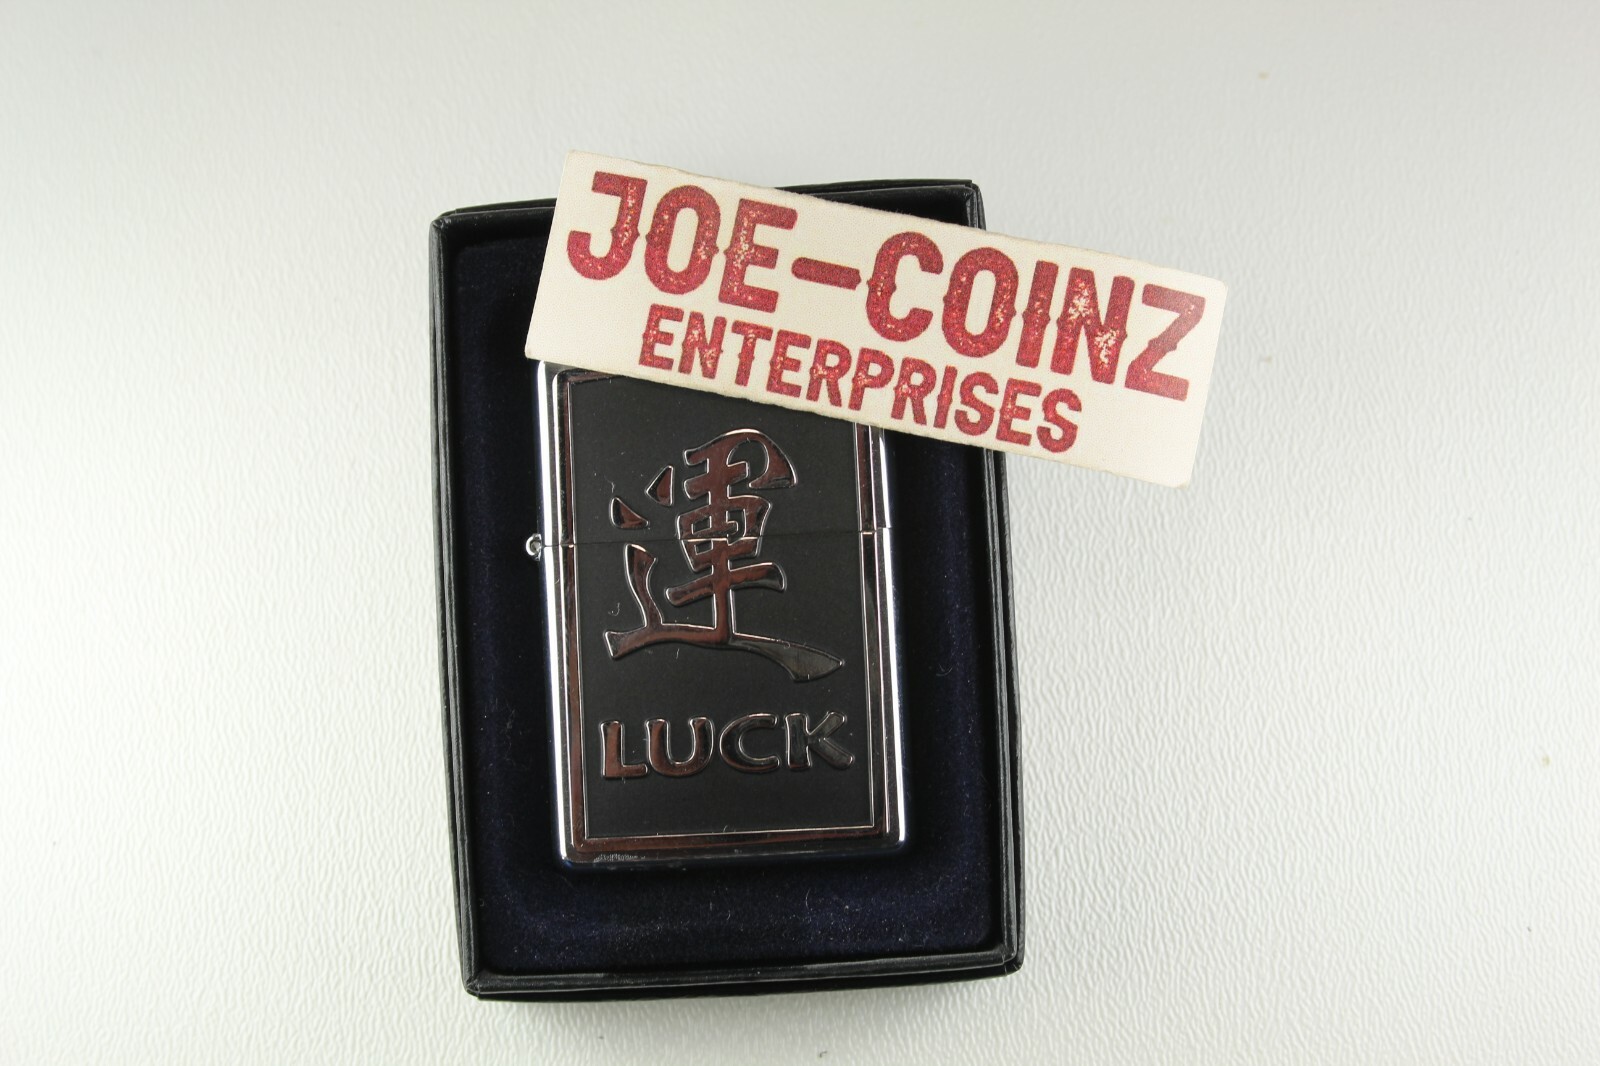 JOE-COINZ
ENTERPRISES
運
LUCK